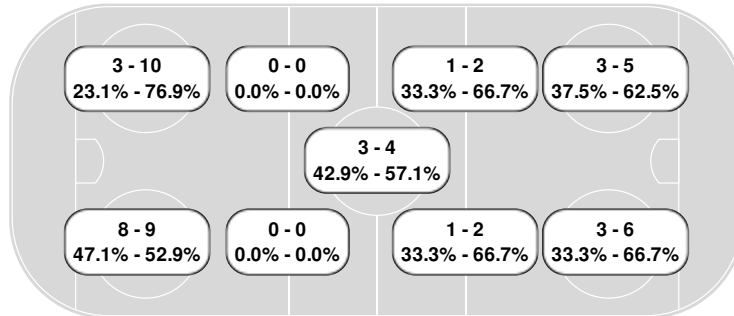 3 - 10
23.1% - 76.9%
0 - 0
0.0% - 0.0%
1 - 2
33.3% - 66.7%
3 - 5
37.5% - 62.5%
3 - 4
42.9% - 57.1%
8 - 9
47.1% - 52.9%
0 - 0
0.0% - 0.0%
1 - 2
33.3% - 66.7%
3 - 6
33.3% - 66.7%